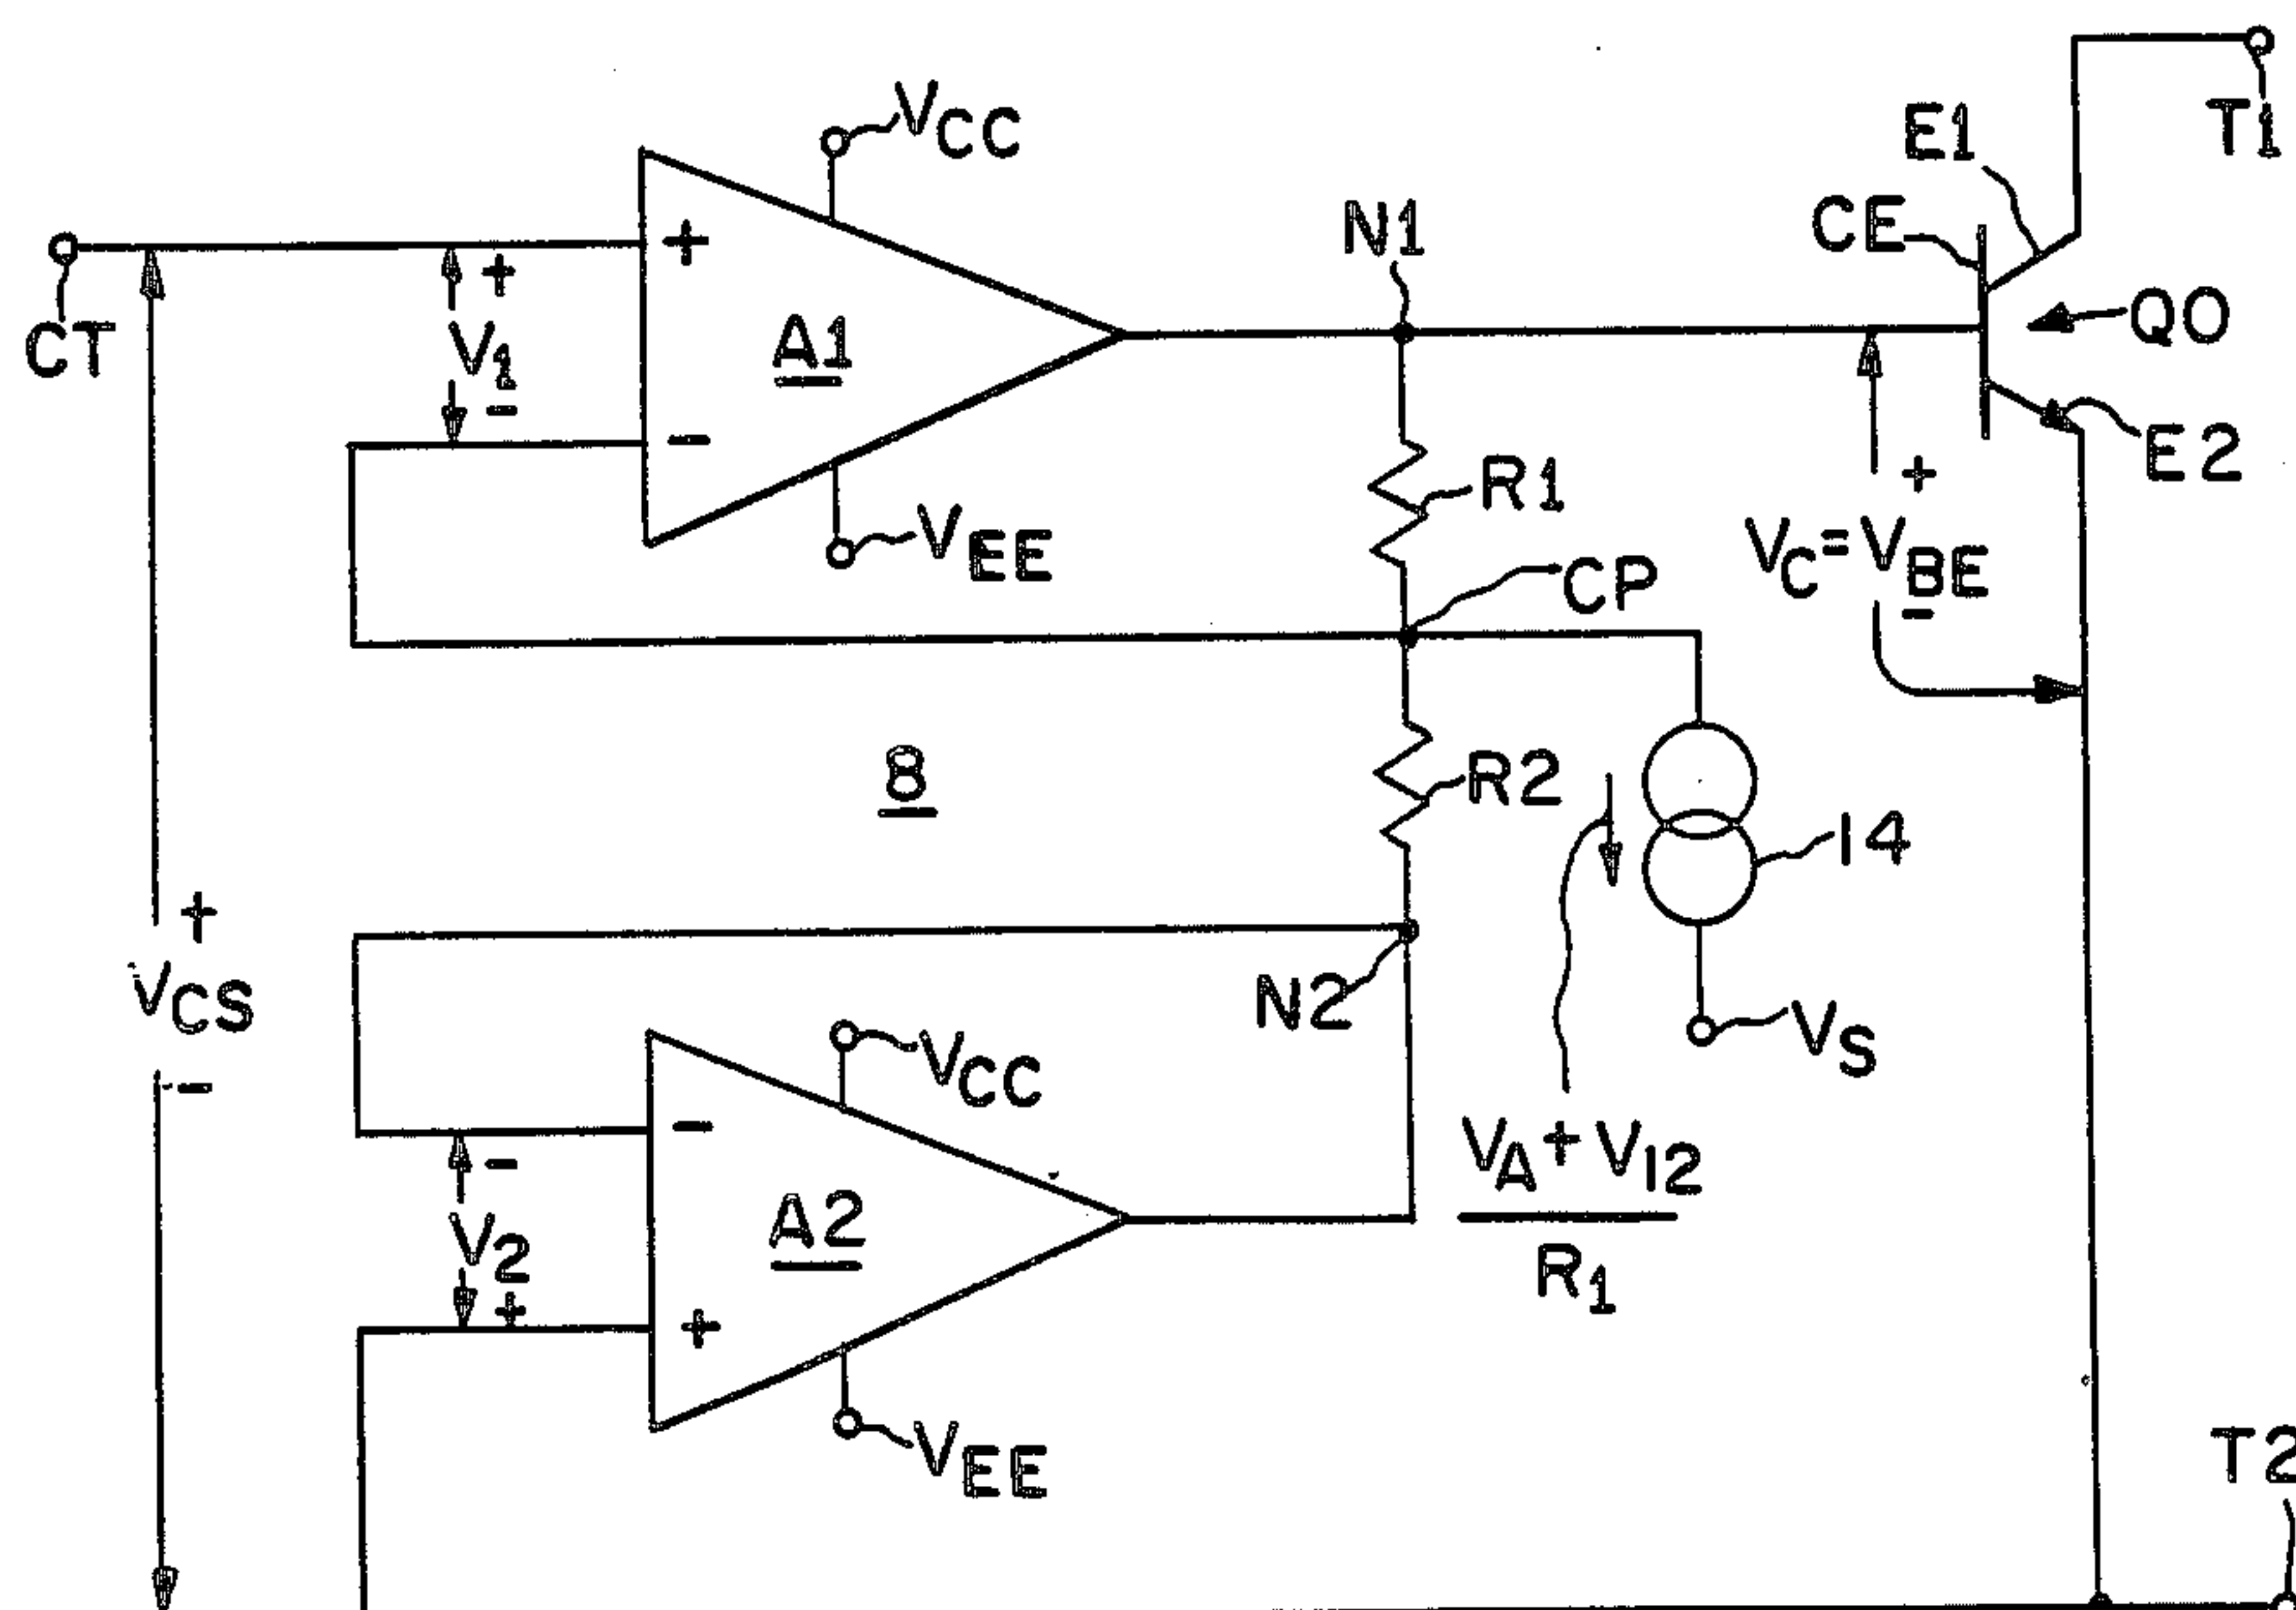 VCC
T1
E1
CE
N1
+
QO
CT
+
V1
-
A1
-
E2
R1
+
VC=VBE
-
VEE
CP
8
R2
14
+
VCS
-
N2
VS
VCC
-
-
VA+V12
R1
A2
V2
+
+
VEE
T2